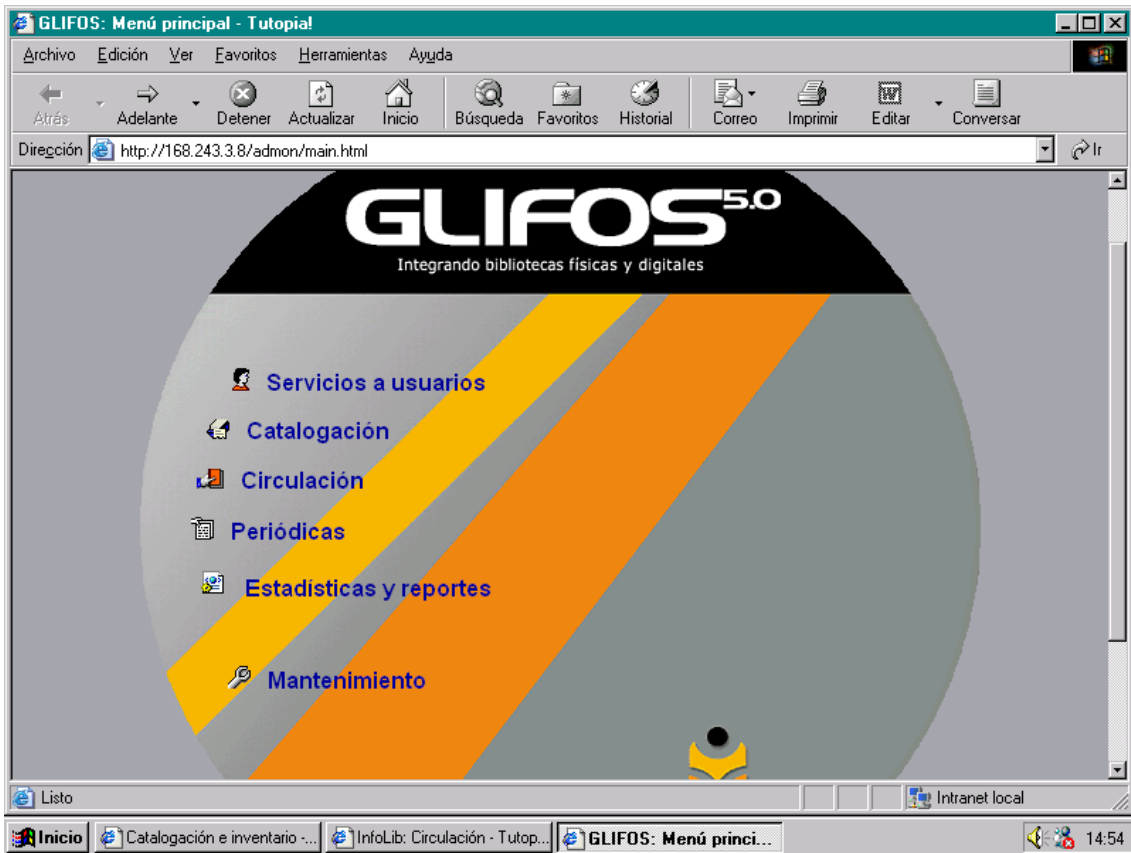 GLIFOS: Menú principal - Tutopia!
Archivo Edición Ver Favoritos Herramientas Ayuda
Atrás Adelante Detener Actualizar Inicio Búsqueda Favoritos Historial Correo Imprimir Editar Conversar
Dirección http://168.243.3.8/admon/main.html Ir
GLIFOS 5.0
Integrando bibliotecas físicas y digitales
Servicios a usuarios
Catalogación
Circulación
Periódicas
Estadísticas y reportes
Mantenimiento
Listo Intranet local
Inicio Catalogación e inventario -... InfoLib: Circulación - Tutop... GLIFOS: Menú princi... 14:54